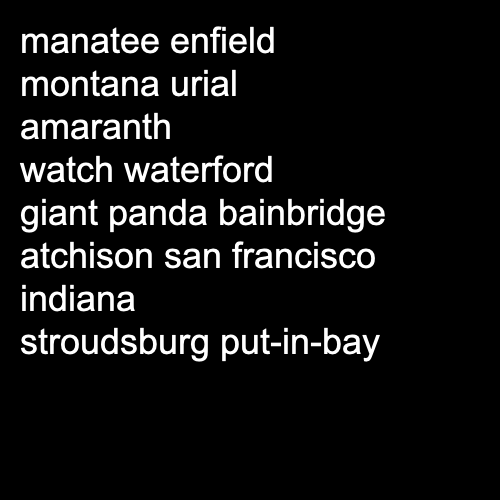 manatee enfield
montana urial
amaranth
watch waterford
giant panda bainbridge
atchison san francisco
indiana
stroudsburg put-in-bay